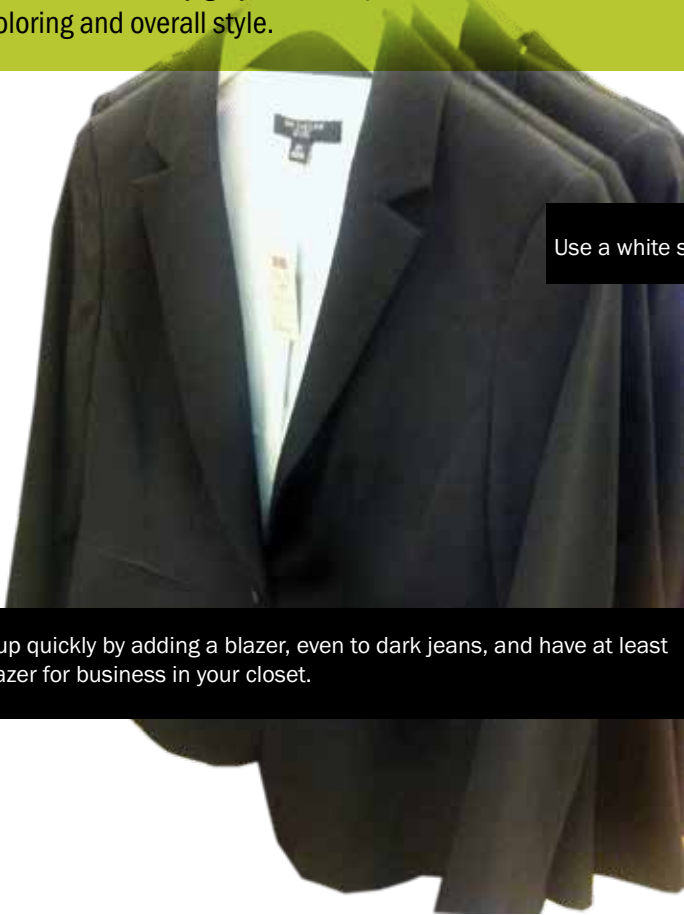 oloring and overall style.
Use a white s
up quickly by adding a blazer, even to dark jeans, and have at least
azer for business in your closet.